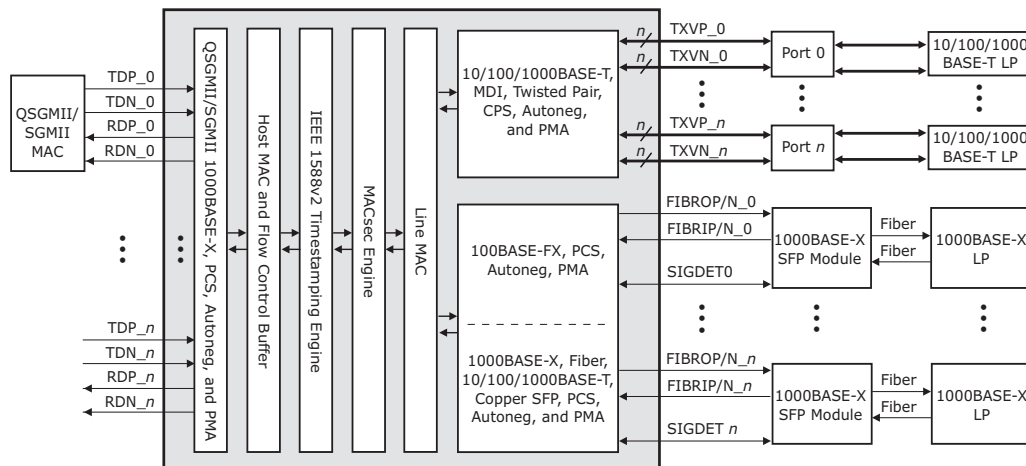 QSGMII/
SGMII
MAC
TDP_0
TDN_0
RDP_0
RDN_0
TDP_n
TDN_n
RDP_n
RDN_n
QSGMII/SGMII 1000BASE-X, PCS, Autoneg, and PMA
Host MAC and Flow Control Buffer
IEEE 1588v2 Timestamping Engine
MACsec Engine
Line MAC
10/100/1000BASE-T,
MDI, Twisted Pair,
CPS, Autoneg,
and PMA
100BASE-FX, PCS,
Autoneg, PMA
1000BASE-X, Fiber,
10/100/1000BASE-T,
Copper SFP, PCS,
Autoneg, and PMA
n
TXVP_0
n
TXVN_0
n
TXVP_n
n
TXVN_n
Port 0
Port n
10/100/1000
BASE-T LP
10/100/1000
BASE-T LP
FIBROP/N_0
FIBRIP/N_0
SIGDET0
1000BASE-X
SFP Module
Fiber
Fiber
1000BASE-X
LP
FIBROP/N_n
FIBRIP/N_n
SIGDET n
1000BASE-X
SFP Module
Fiber
Fiber
1000BASE-X
LP